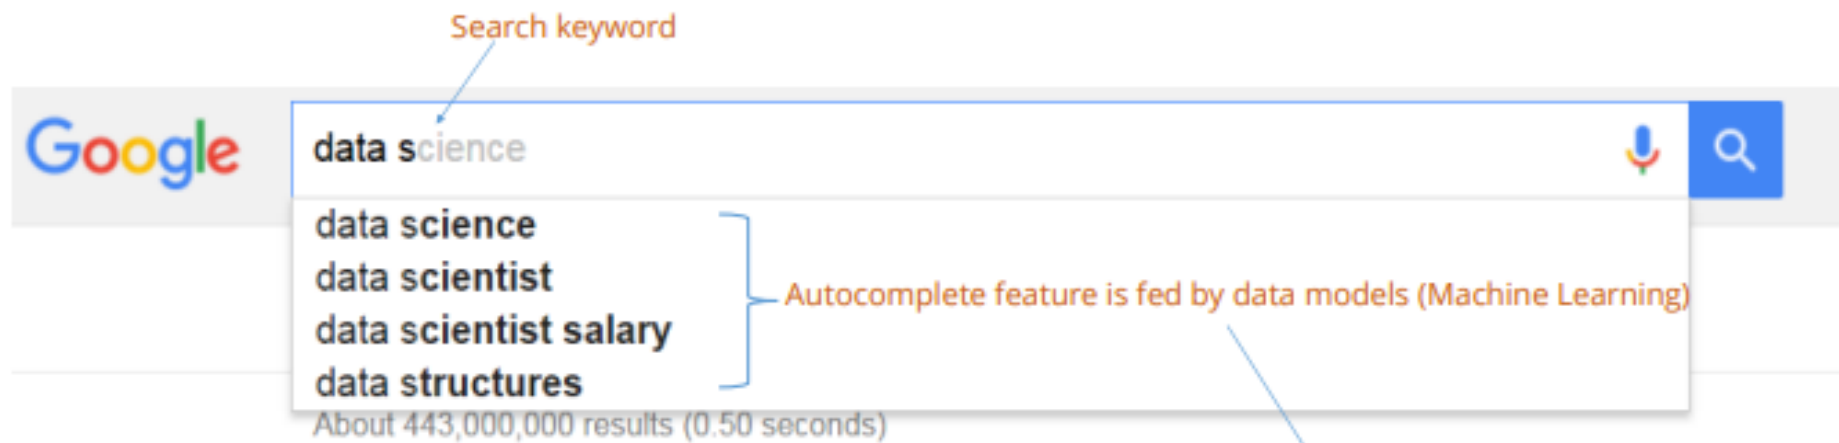 Search keyword
Google
data science
data science
data scientist
data scientist salary
data structures
Autocomplete feature is fed by data models (Machine Learning)
About 443,000,000 results (0.50 seconds)